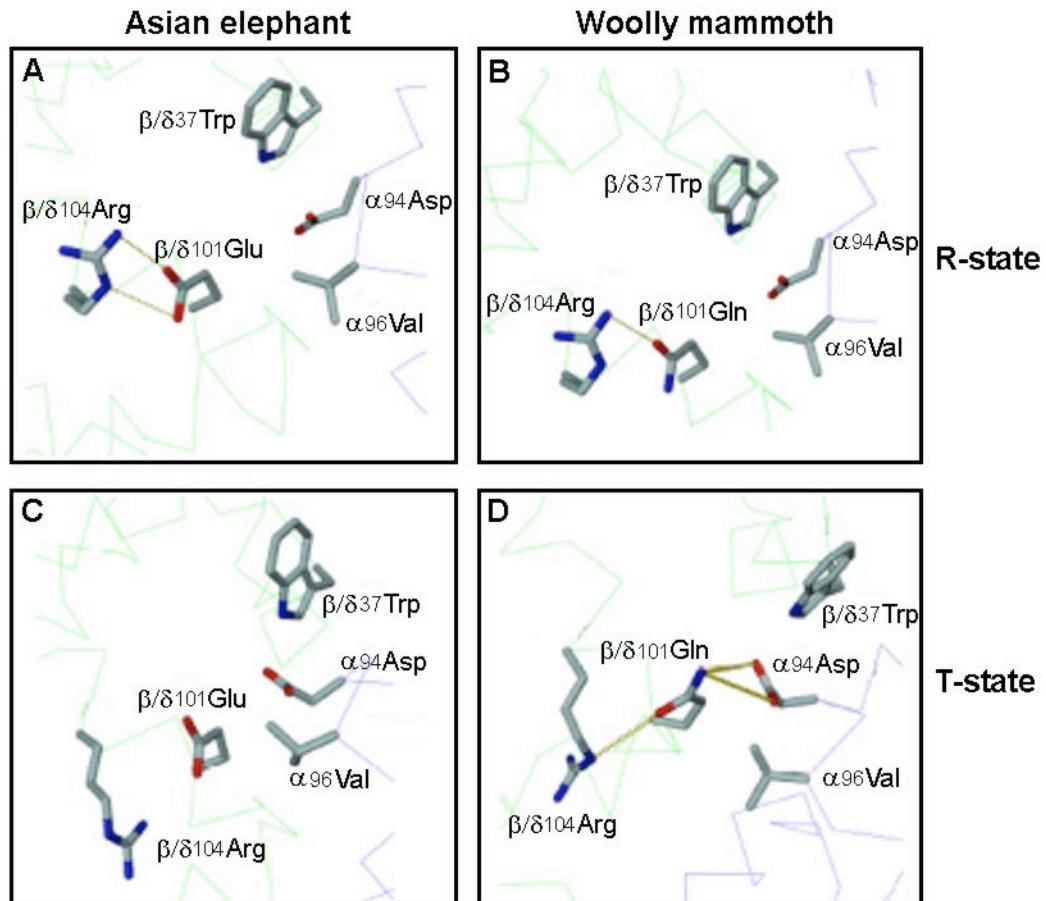 Asian elephant
Woolly mammoth
A
β/δ37Trp
β/δ104Arg
β/δ101Glu
α94Asp
α96Val
B
β/δ37Trp
α94Asp
β/δ104Arg
β/δ101Gln
α96Val
R-state
C
β/δ37Trp
α94Asp
β/δ101Glu
α96Val
β/δ104Arg
D
β/δ37Trp
β/δ101Gln
α94Asp
α96Val
β/δ104Arg
T-state